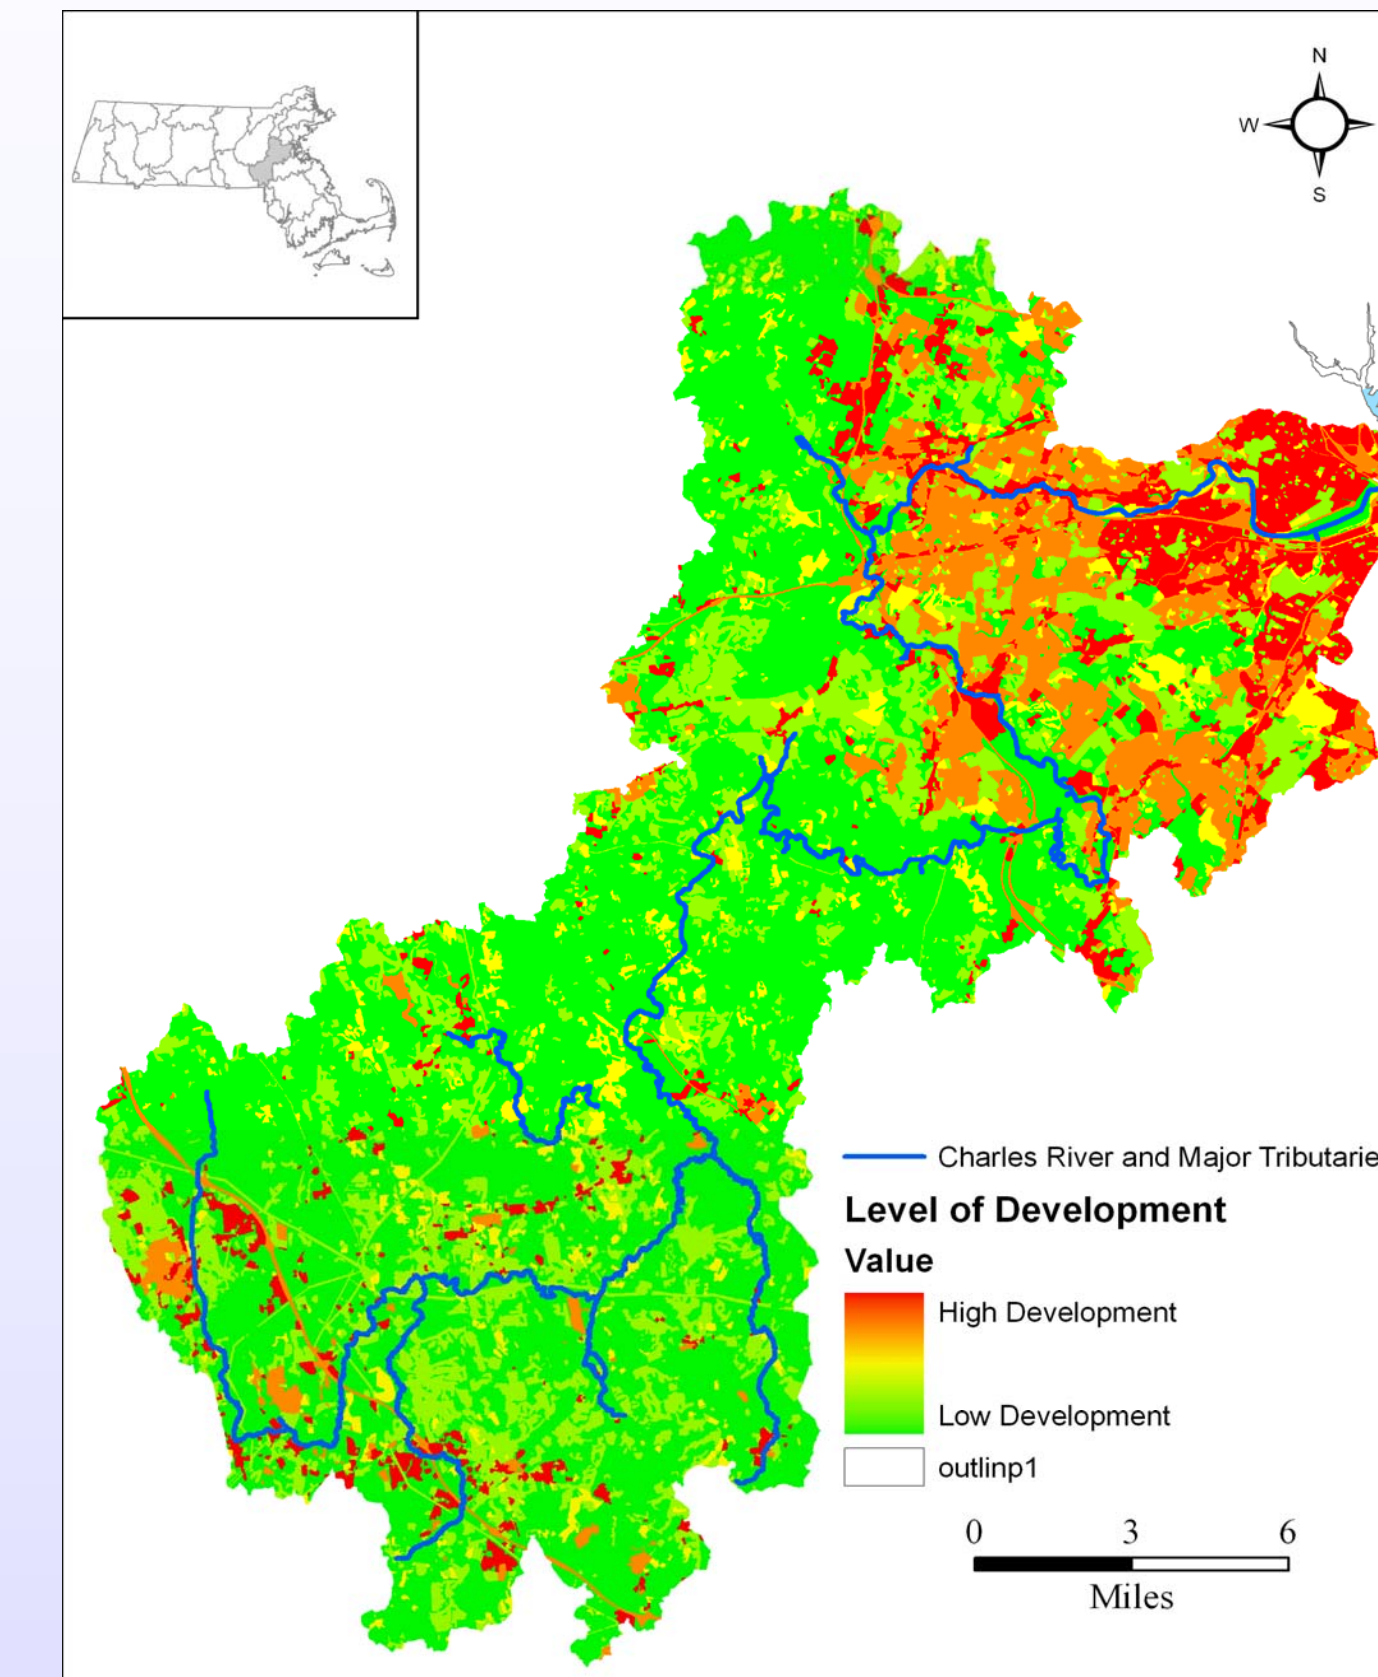 N
W
S
Charles River and Major Tributarie
Level of Development
Value
High Development
Low Development
outlinp1
0 3 6
Miles